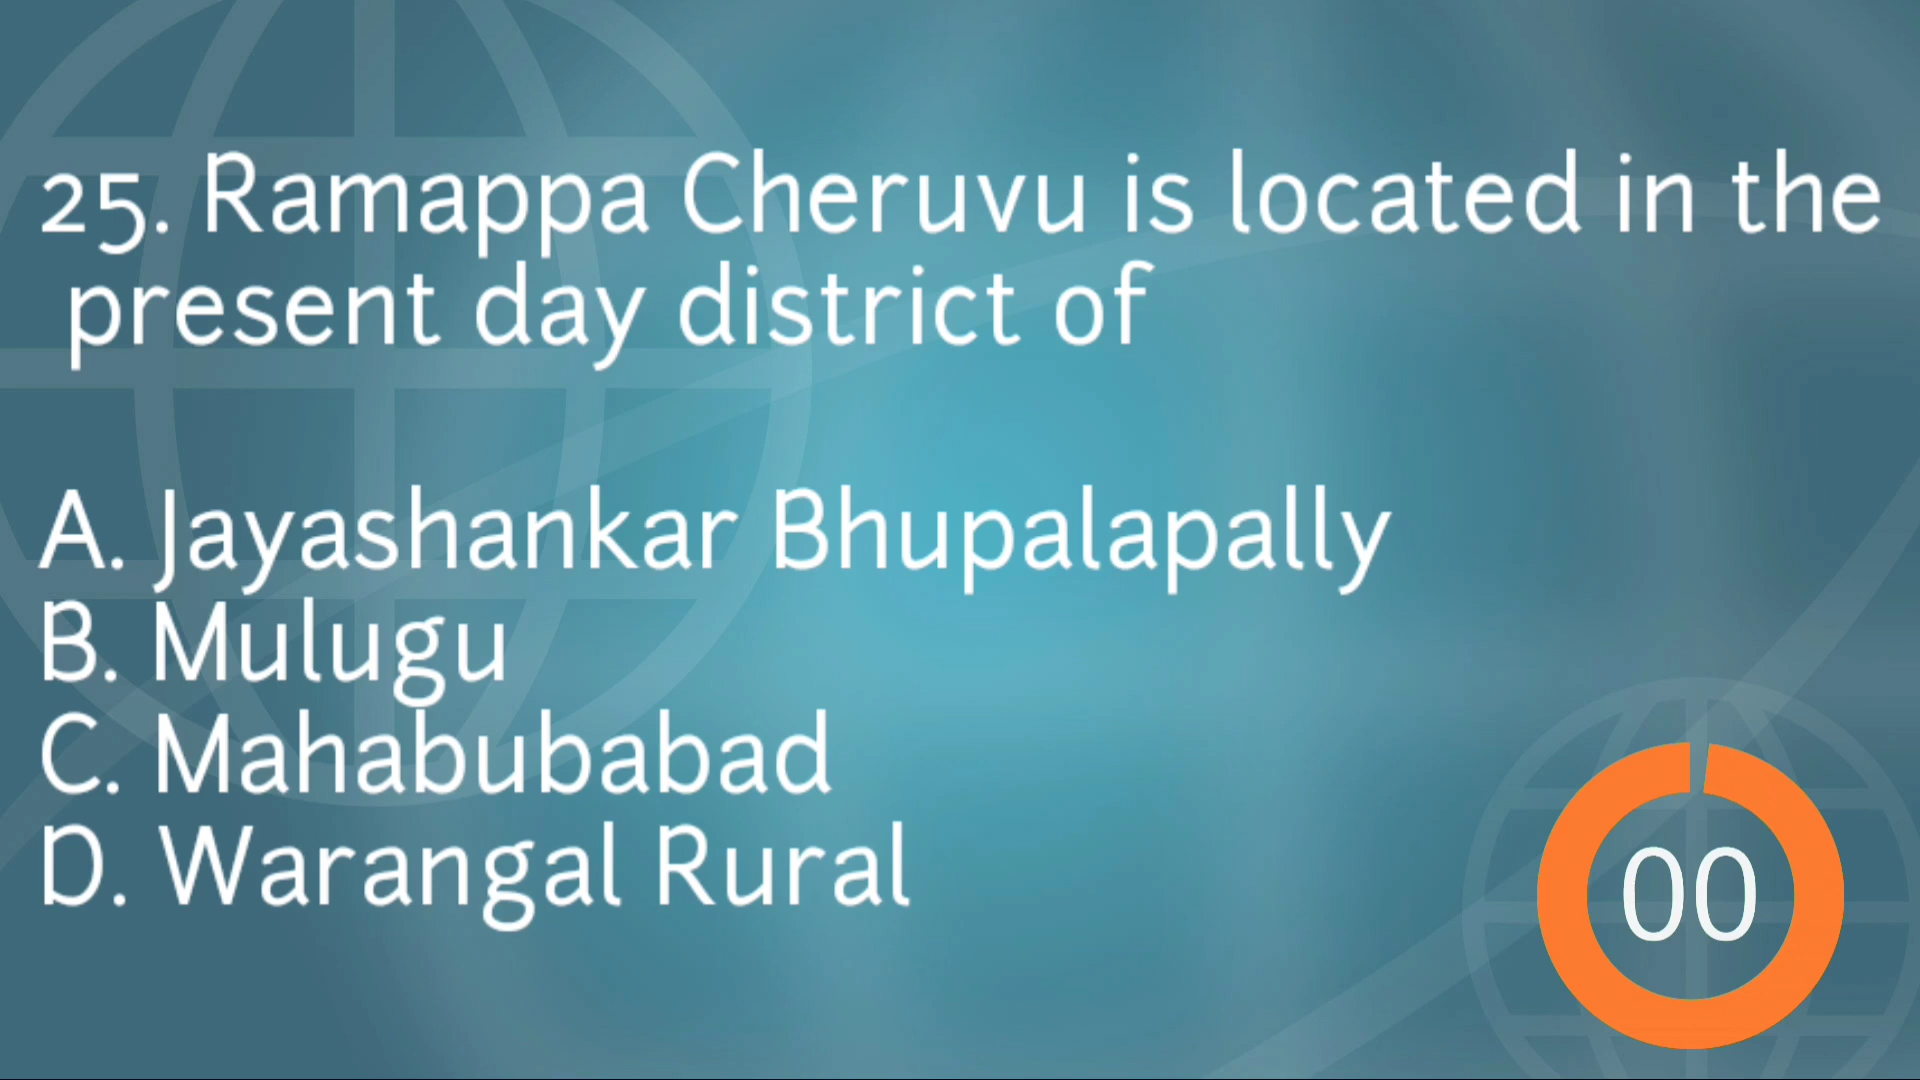 25. Ramappa Cheruvu is located in the
present day district of
A. Jayashankar Bhupalapally
B. Mulugu
C. Mahabubabad
D. Warangal Rural
00